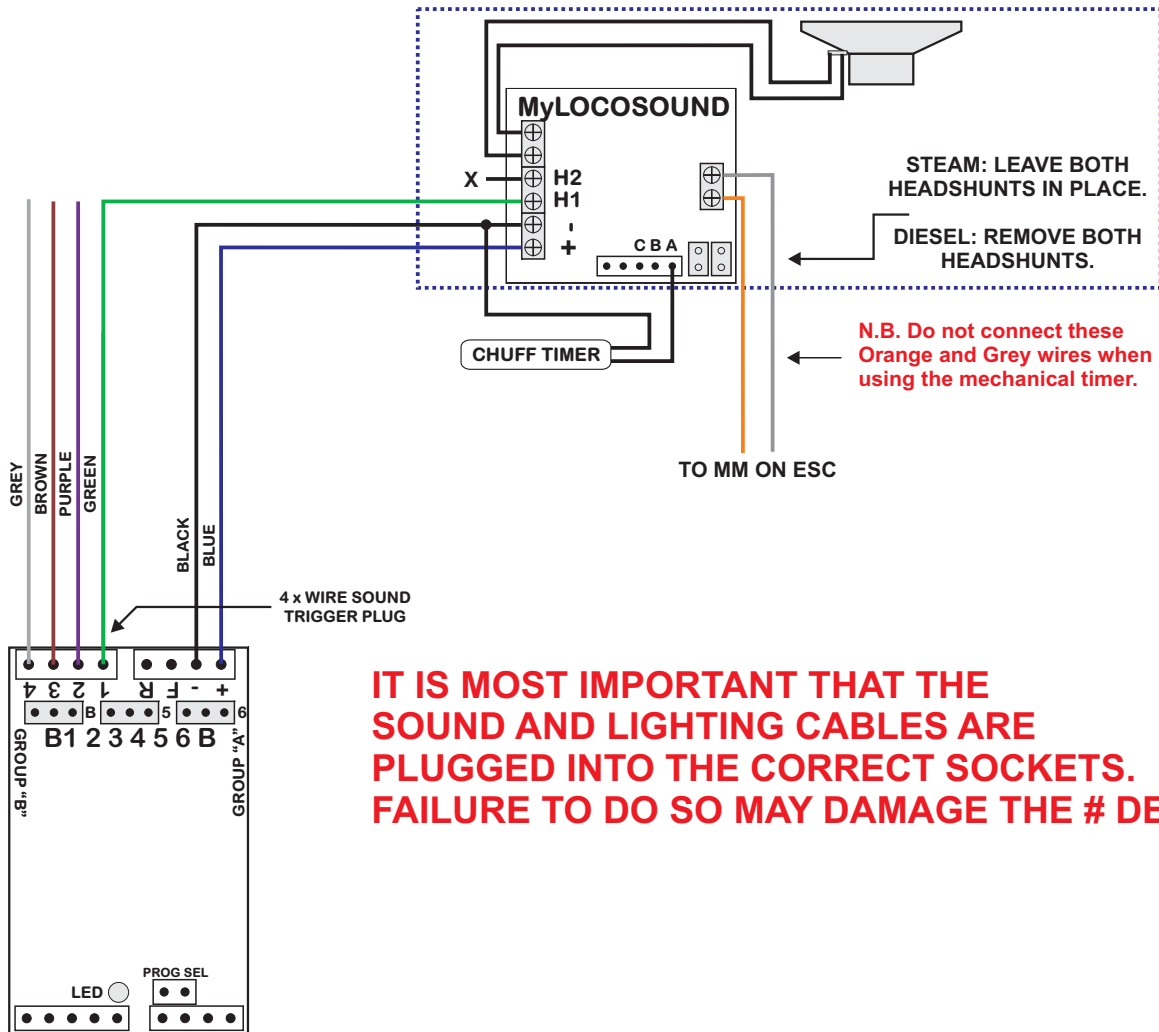 MyLOCOSOUND
H2
H1
X
-
+
C B A
STEAM: LEAVE BOTH
HEADSHUNTS IN PLACE.
DIESEL: REMOVE BOTH
HEADSHUNTS.
CHUFF TIMER
N.B. Do not connect these
Orange and Grey wires when
using the mechanical timer.
TO MM ON ESC
GREY
BROWN
PURPLE
GREEN
BLACK
BLUE
4 x WIRE SOUND
TRIGGER PLUG
4 3 2 1 R F - +
B 5 6
B1 2 3 4 5 6 B
GROUP "B"
GROUP "A"
IT IS MOST IMPORTANT THAT THE
SOUND AND LIGHTING CABLES ARE
PLUGGED INTO THE CORRECT SOCKETS.
FAILURE TO DO SO MAY DAMAGE THE # DE
PROG SEL
LED